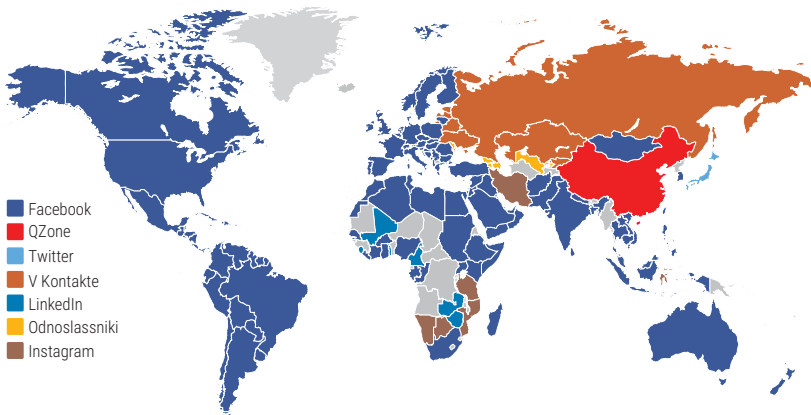 Facebook
QZone
Twitter
V Kontakte
LinkedIn
Odnoslassniki
Instagram